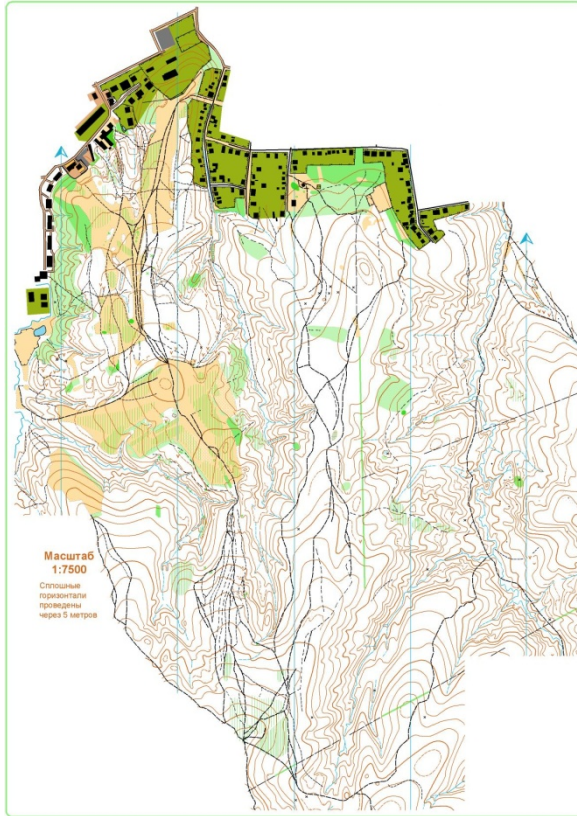 Масштаб
1:7500
Сплошные
горизонтали
проведены
через 5 метров